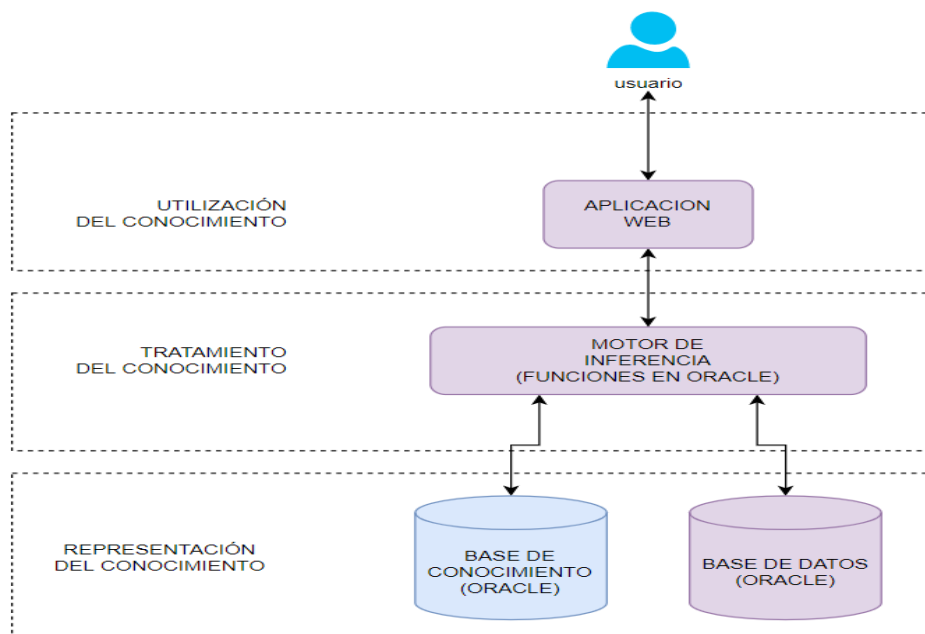 usuario
UTILIZACIÓN
DEL CONOCIMIENTO
APLICACION
WEB
TRATAMIENTO
DEL CONOCIMIENTO
MOTOR DE
INFERENCIA
(FUNCIONES EN ORACLE)
REPRESENTACIÓN
DEL CONOCIMIENTO
BASE DE
CONOCIMIENTO
(ORACLE)
BASE DE DATOS
(ORACLE)